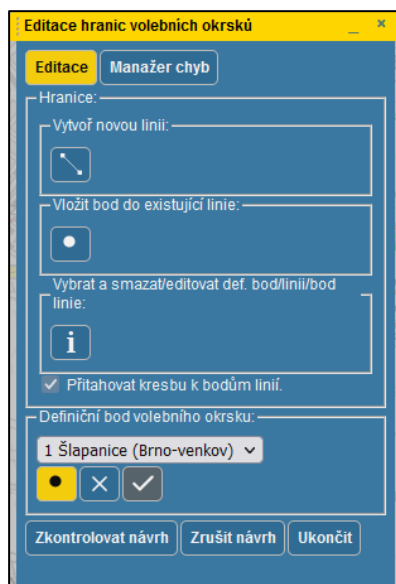 Editace hranic volebních okrsků
Editace Manažer chyb
Hranice:
Vytvoř novou linii:
Vložit bod do existující linie:
Vybrat a smazat/editovat def. bod/linii/bod
linie:
i
Přitahovat kresbu k bodům linií.
Definiční bod volebního okrsku:
1 Šlapanice (Brno-venkov)
Zkontrolovat návrh Zrušit návrh Ukončit